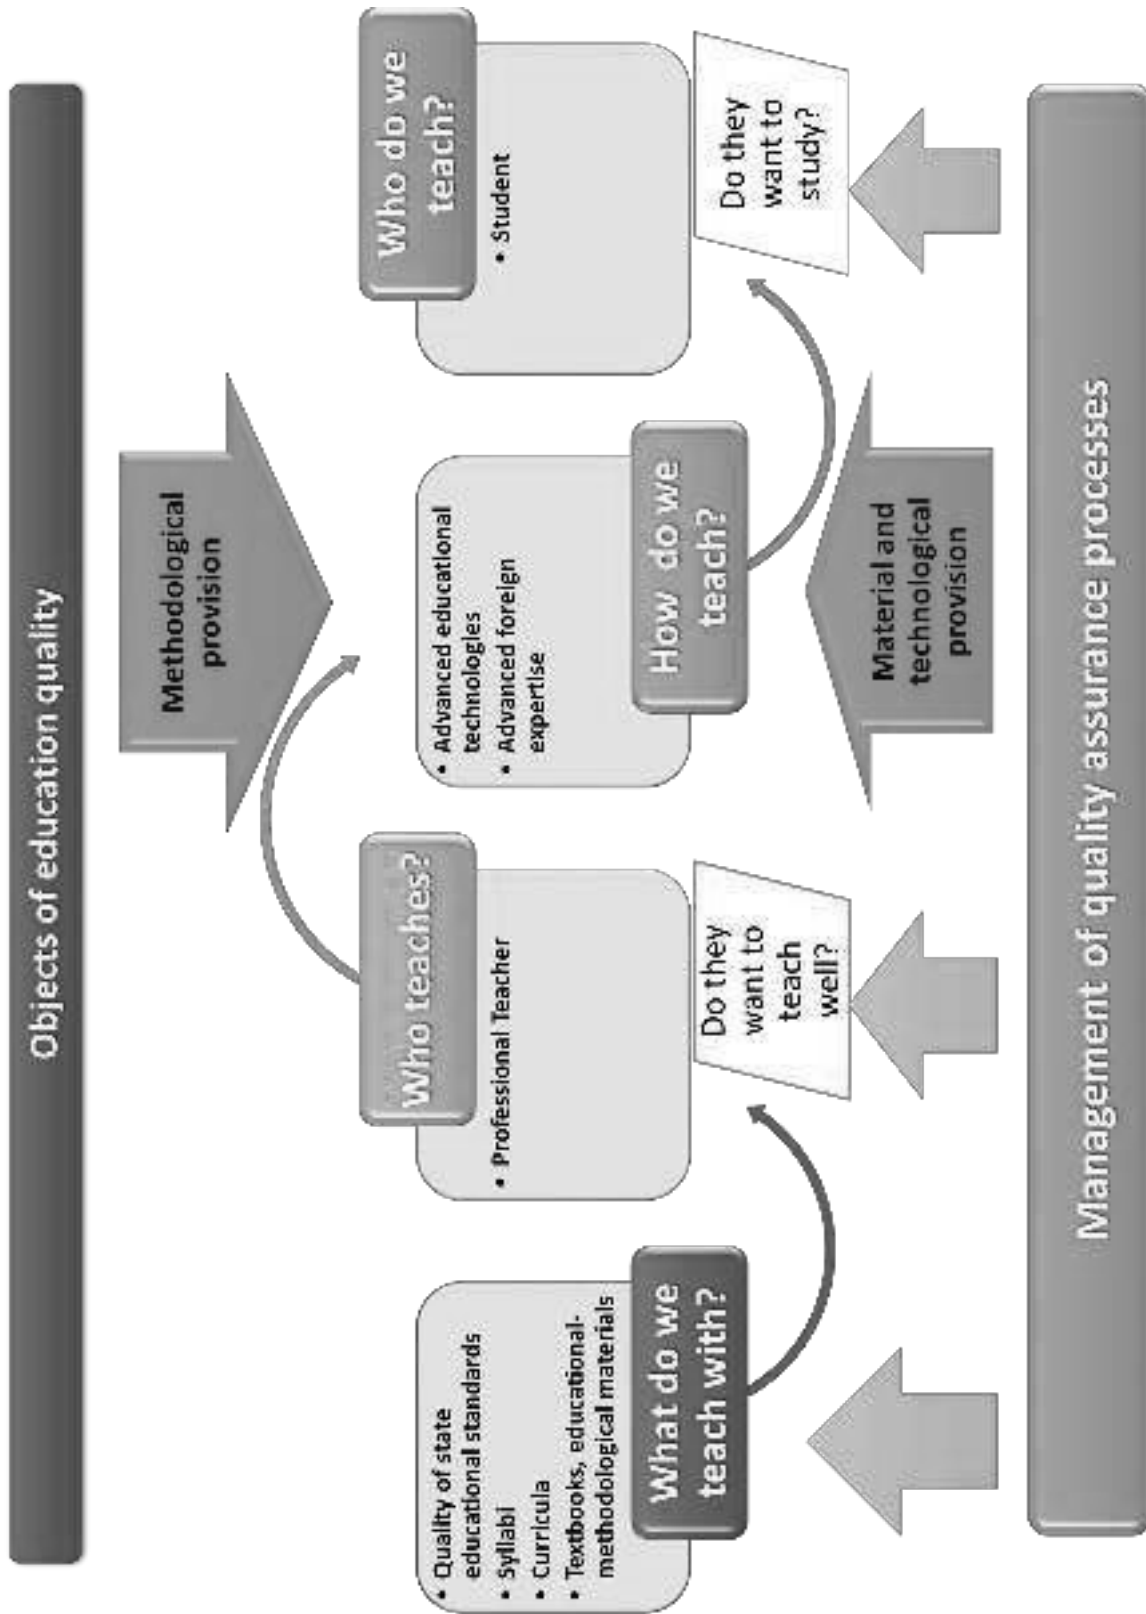 Objects of education quality
Methodological
provision
• Quality of state
educational standards
• Syllabi
• Curricula
• Textbooks, educational-
methodological materials
What do we
teach with?
Who teaches?
• Professional Teacher
Do they
want to
teach
well?
• Advanced educational
technologies
• Advanced foreign
expertise
How do we
teach?
Who do we
teach?
• Student
Do they
want to
study?
Material and
technological
provision
Management of quality assurance processes